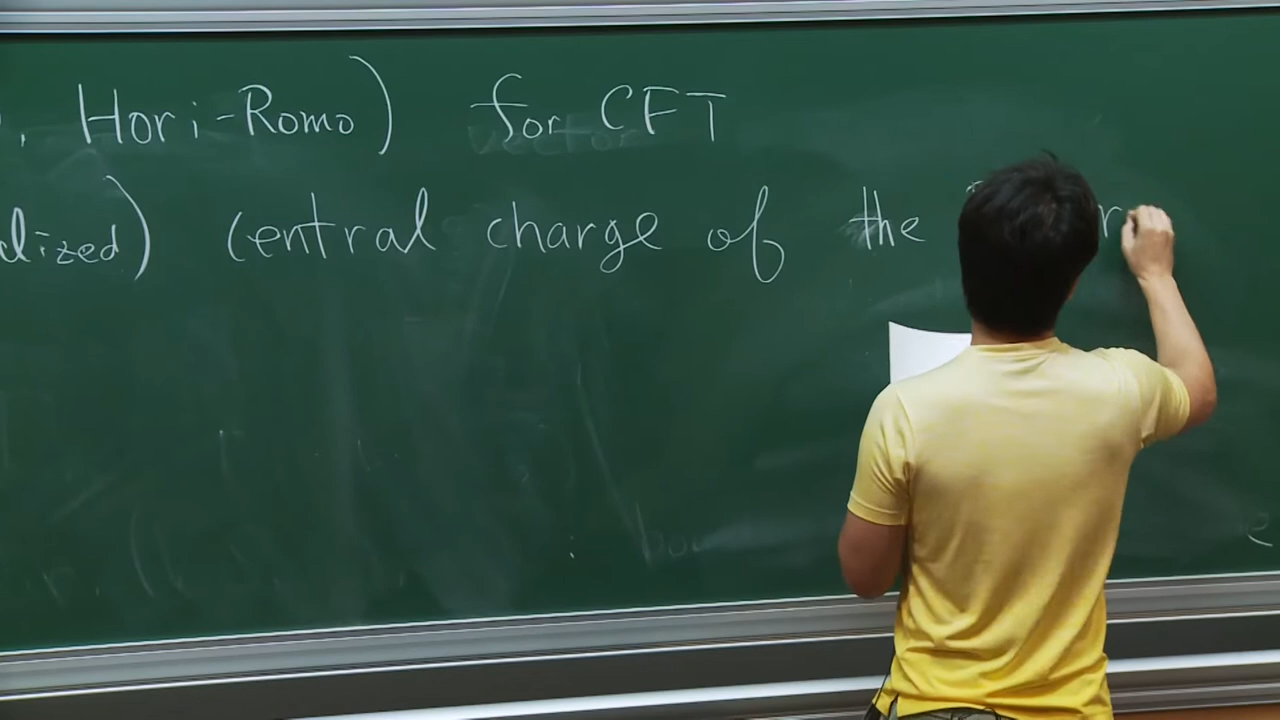 , Hori-Romo) for CFT
lized) central charge of the